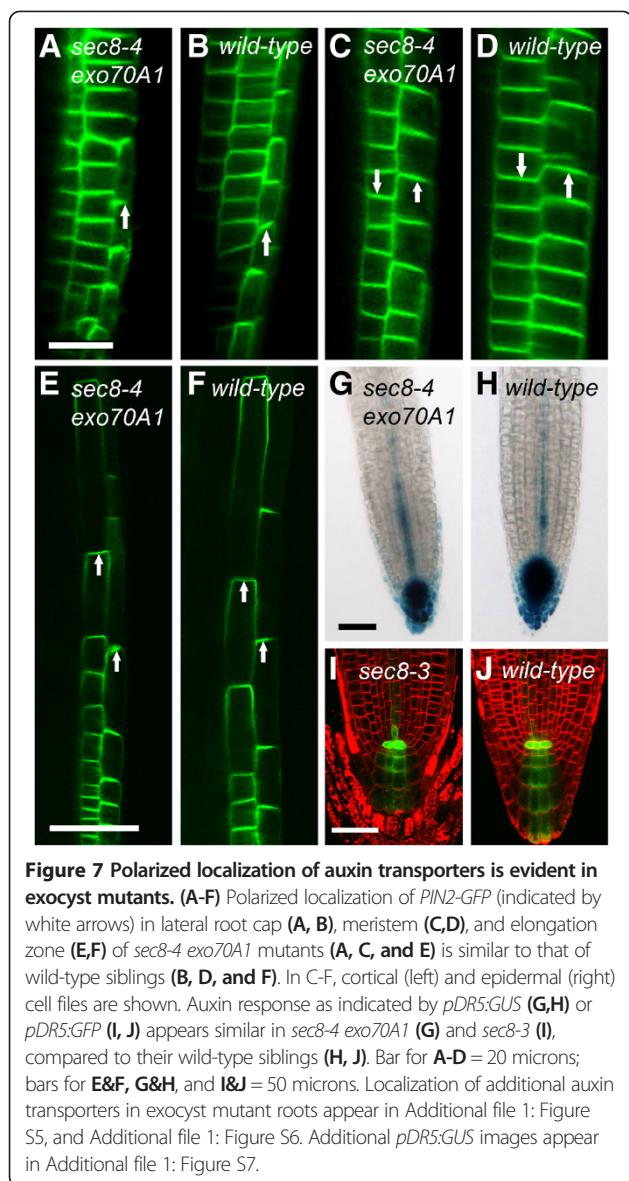 A sec8-4 exo70A1
B wild-type
C sec8-4 exo70A1
D wild-type
E sec8-4 exo70A1
F wild-type
G sec8-4 exo70A1
H wild-type
I sec8-3
J wild-type
Figure 7 Polarized localization of auxin transporters is evident in
exocyst mutants. (A-F) Polarized localization of PIN2-GFP (indicated by
white arrows) in lateral root cap (A, B), meristem (C,D), and elongation
zone (E,F) of sec8-4 exo70A1 mutants (A, C, and E) is similar to that of
wild-type siblings (B, D, and F). In C-F, cortical (left) and epidermal (right)
cell files are shown. Auxin response as indicated by pDR5:GUS (G,H) or
pDR5:GFP (I, J) appears similar in sec8-4 exo70A1 (G) and sec8-3 (I),
compared to their wild-type siblings (H, J). Bar for A-D = 20 microns;
bars for E&F, G&H, and I&J = 50 microns. Localization of additional auxin
transporters in exocyst mutant roots appear in Additional file 1: Figure
S5, and Additional file 1: Figure S6. Additional pDR5:GUS images appear
in Additional file 1: Figure S7.